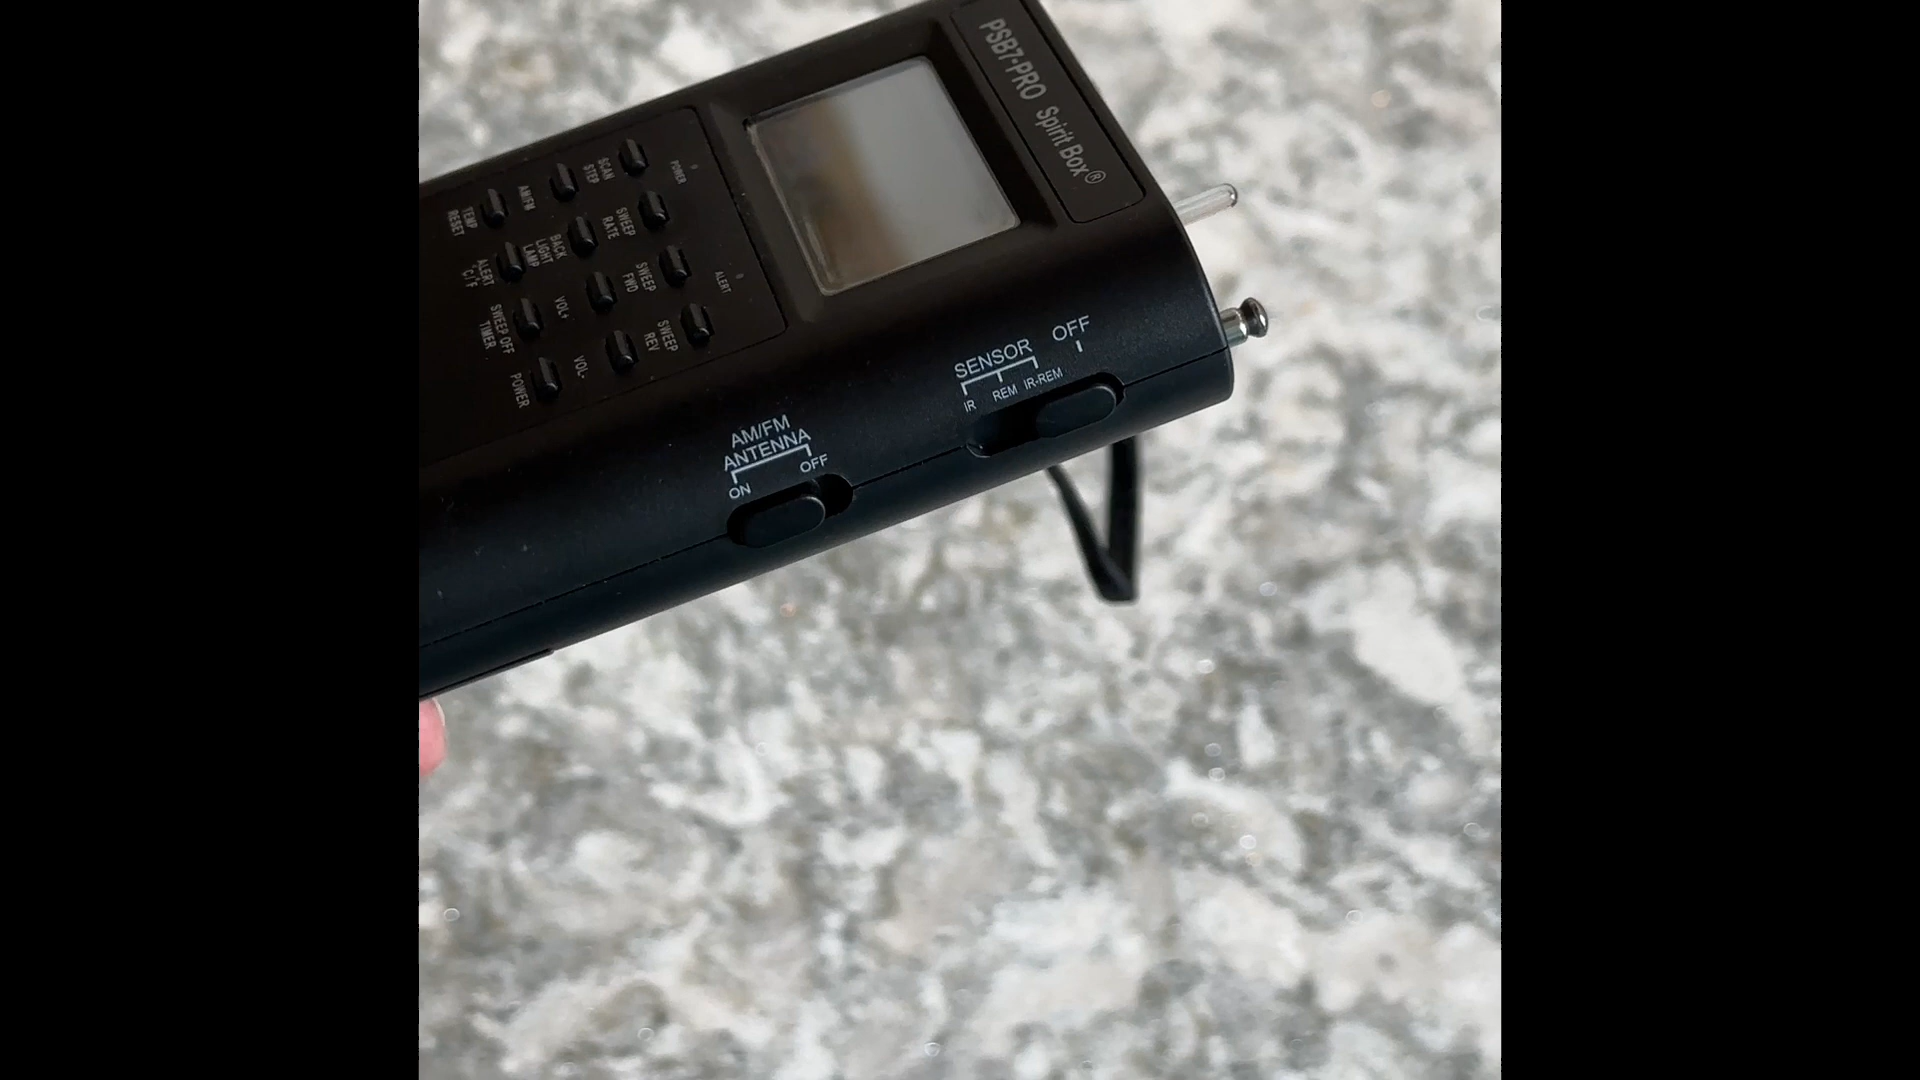 PSB7-PRO Spirit Box®
POWER
ALERT
SCAN
STEP
SWEEP
RATE
SWEEP
FWD
SWEEP
REV
AM/FM
BACK
LIGHT
LAMP
VOL+
VOL-
TEMP
RESET
ALERT
°C/°F
SWEEP OFF
TIMER
POWER
SENSOR
OFF
IR REM IR-REM
AM/FM
ANTENNA
ON OFF